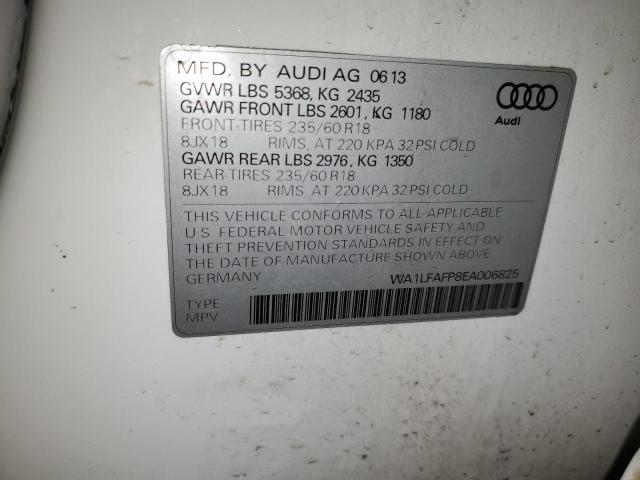 MFD. BY AUDI AG 06 13
GVWR LBS 5368, KG 2435
GAWR FRONT LBS 2601, KG 1180
FRONT-TIRES 235/60 R18
8JX18 RIMS, AT 220 KPA 32 PSI COLD
GAWR REAR LBS 2976, KG 1350
REAR-TIRES 235/60 R18
8JX18 RIMS, AT 220 KPA 32 PSI COLD
Audi
THIS VEHICLE CONFORMS TO ALL APPLICABLE
U.S. FEDERAL MOTOR VEHICLE SAFETY AND
THEFT PREVENTION STANDARDS IN EFFECT ON
THE DATE OF MANUFACTURE SHOWN ABOVE
GERMANY WA1LFAFP8EA006825
TYPE
MPV